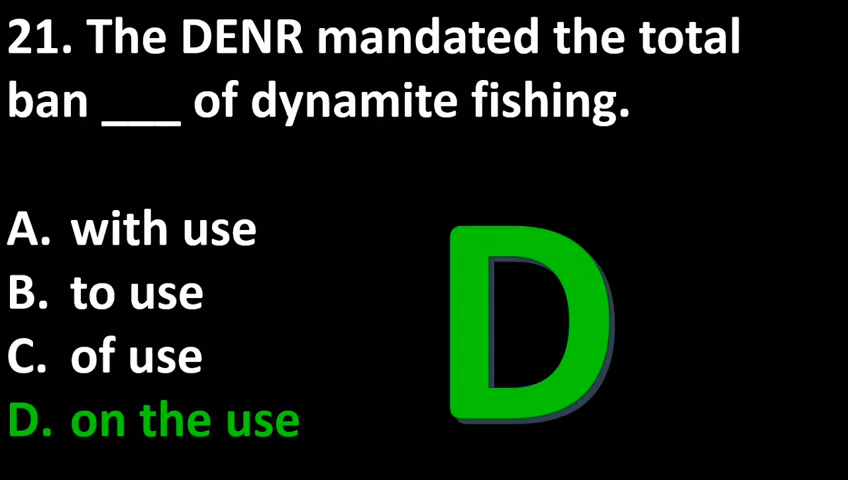 21. The DENR mandated the total
ban ___ of dynamite fishing.
A. with use
B. to use
C. of use
D. on the use
D